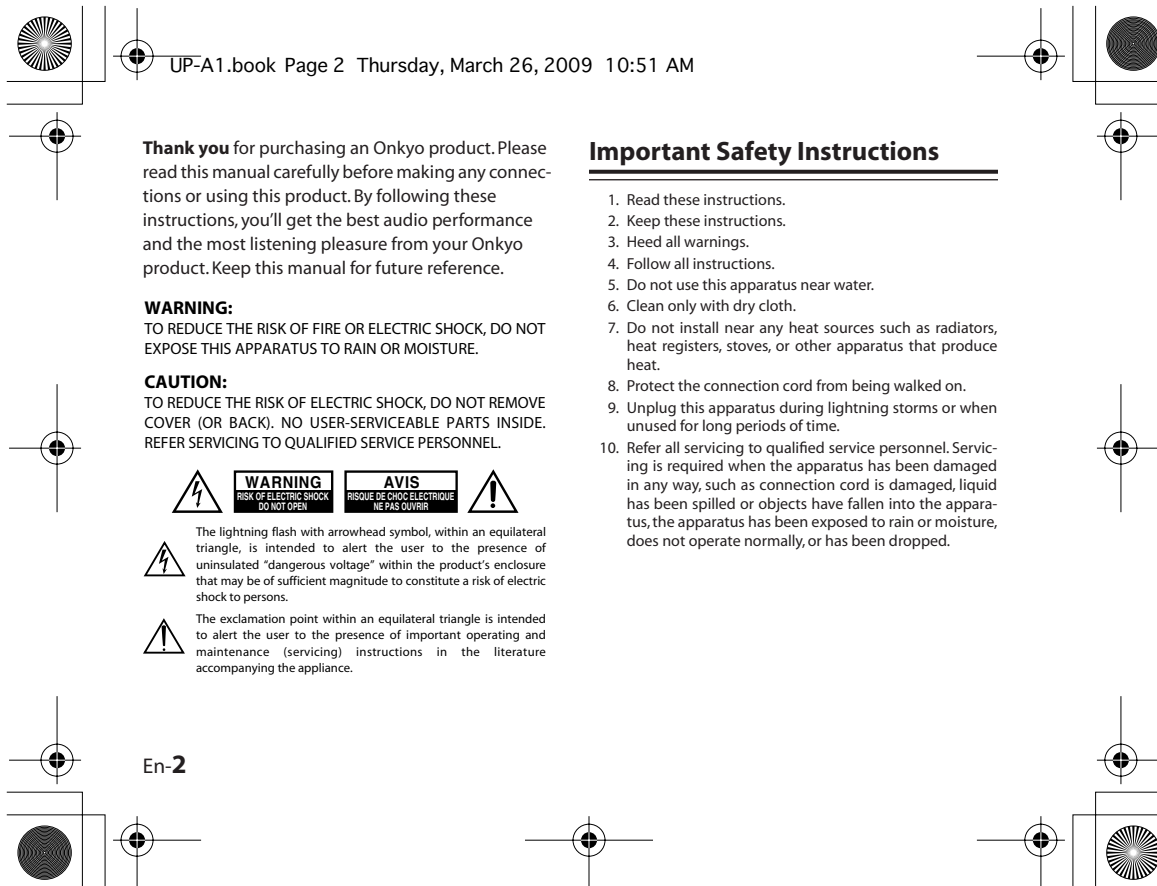 UP-A1.book Page 2 Thursday, March 26, 2009 10:51 AM
Thank you for purchasing an Onkyo product. Please
read this manual carefully before making any connec-
tions or using this product. By following these
instructions, you’ll get the best audio performance
and the most listening pleasure from your Onkyo
product. Keep this manual for future reference.
WARNING:
TO REDUCE THE RISK OF FIRE OR ELECTRIC SHOCK, DO NOT
EXPOSE THIS APPARATUS TO RAIN OR MOISTURE.
CAUTION:
TO REDUCE THE RISK OF ELECTRIC SHOCK, DO NOT REMOVE
COVER (OR BACK). NO USER-SERVICEABLE PARTS INSIDE.
REFER SERVICING TO QUALIFIED SERVICE PERSONNEL.
WARNING
RISK OF ELECTRIC SHOCK
DO NOT OPEN
AVIS
RISQUE DE CHOC ELECTRIQUE
NE PAS OUVRIR
The lightning flash with arrowhead symbol, within an equilateral
triangle, is intended to alert the user to the presence of
uninsulated “dangerous voltage” within the product’s enclosure
that may be of sufficient magnitude to constitute a risk of electric
shock to persons.
The exclamation point within an equilateral triangle is intended
to alert the user to the presence of important operating and
maintenance (servicing) instructions in the literature
accompanying the appliance.
Important Safety Instructions
1. Read these instructions.
2. Keep these instructions.
3. Heed all warnings.
4. Follow all instructions.
5. Do not use this apparatus near water.
6. Clean only with dry cloth.
7. Do not install near any heat sources such as radiators,
heat registers, stoves, or other apparatus that produce
heat.
8. Protect the connection cord from being walked on.
9. Unplug this apparatus during lightning storms or when
unused for long periods of time.
10. Refer all servicing to qualified service personnel. Servic-
ing is required when the apparatus has been damaged
in any way, such as connection cord is damaged, liquid
has been spilled or objects have fallen into the appara-
tus, the apparatus has been exposed to rain or moisture,
does not operate normally, or has been dropped.
En-2